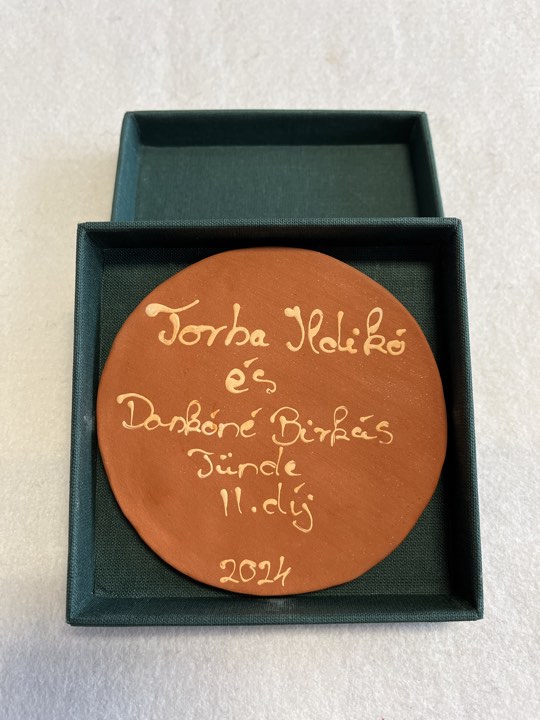 Torba Ildikó
és
Dankóné Birkás
Tünde
II. díj
2024